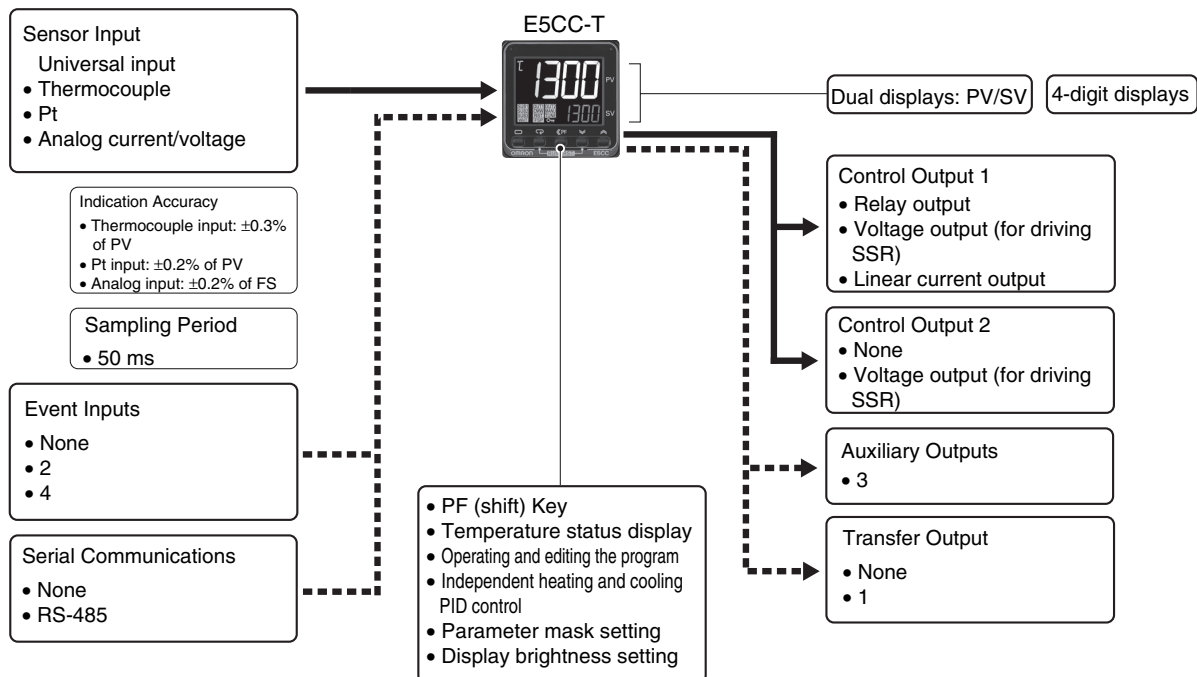 E5CC-T
Sensor Input
Universal input
• Thermocouple
• Pt
• Analog current/voltage
Indication Accuracy
• Thermocouple input: ±0.3%
of PV
• Pt input: ±0.2% of PV
• Analog input: ±0.2% of FS
Sampling Period
• 50 ms
Event Inputs
• None
• 2
• 4
Serial Communications
• None
• RS-485
1300
PV
1300
SV
PF
OMRON
E5CC
• PF (shift) Key
• Temperature status display
• Operating and editing the program
• Independent heating and cooling
PID control
• Parameter mask setting
• Display brightness setting
Dual displays: PV/SV
4-digit displays
Control Output 1
• Relay output
• Voltage output (for driving
SSR)
• Linear current output
Control Output 2
• None
• Voltage output (for driving
SSR)
Auxiliary Outputs
• 3
Transfer Output
• None
• 1